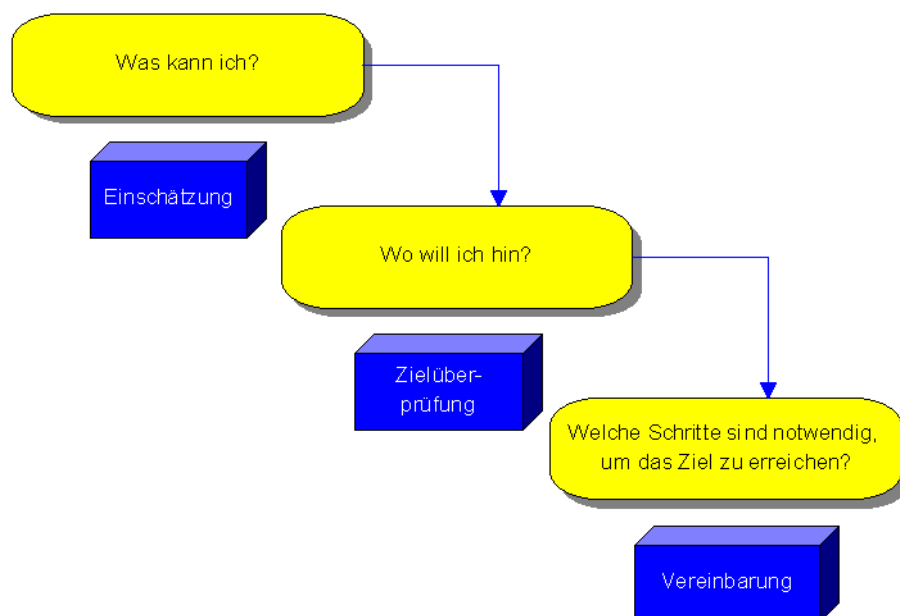 Was kann ich?
Einschätzung
Wo will ich hin?
Zielüber-
prüfung
Welche Schritte sind notwendig,
um das Ziel zu erreichen?
Vereinbarung